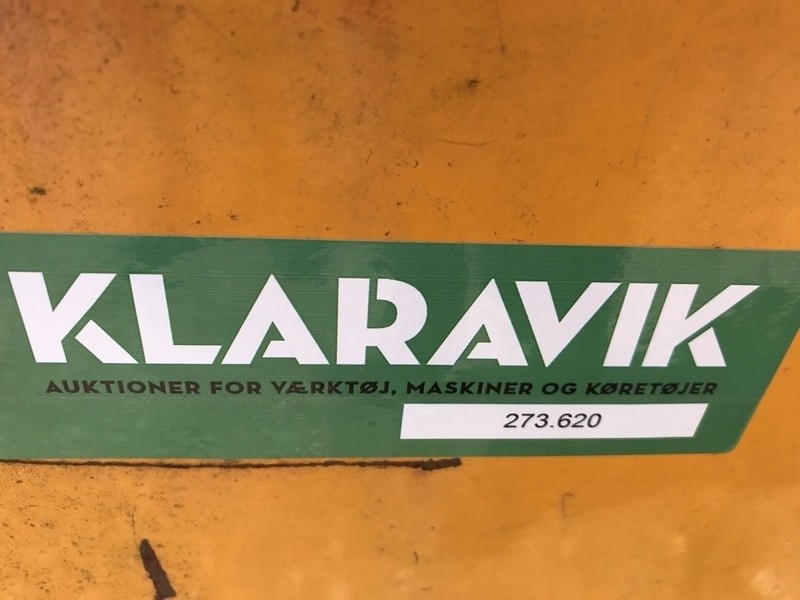 KLARAVIK
AUKTIONER FOR VÆRKTØJ, MASKINER OG KØRETØJER
273.620